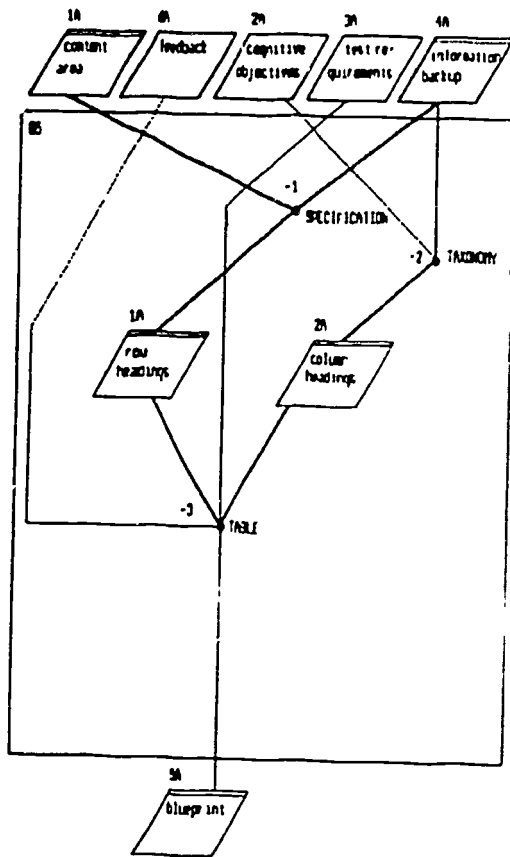 1A
0A
2A
3A
4A
content
area
feedback
cognitive
objectives
test re-
quirements
information
backup
05
-1
SPECIFICATION
-2
TAXONOMY
1A
row
headings
2A
column
headings
-3
TABLE
5A
blueprint